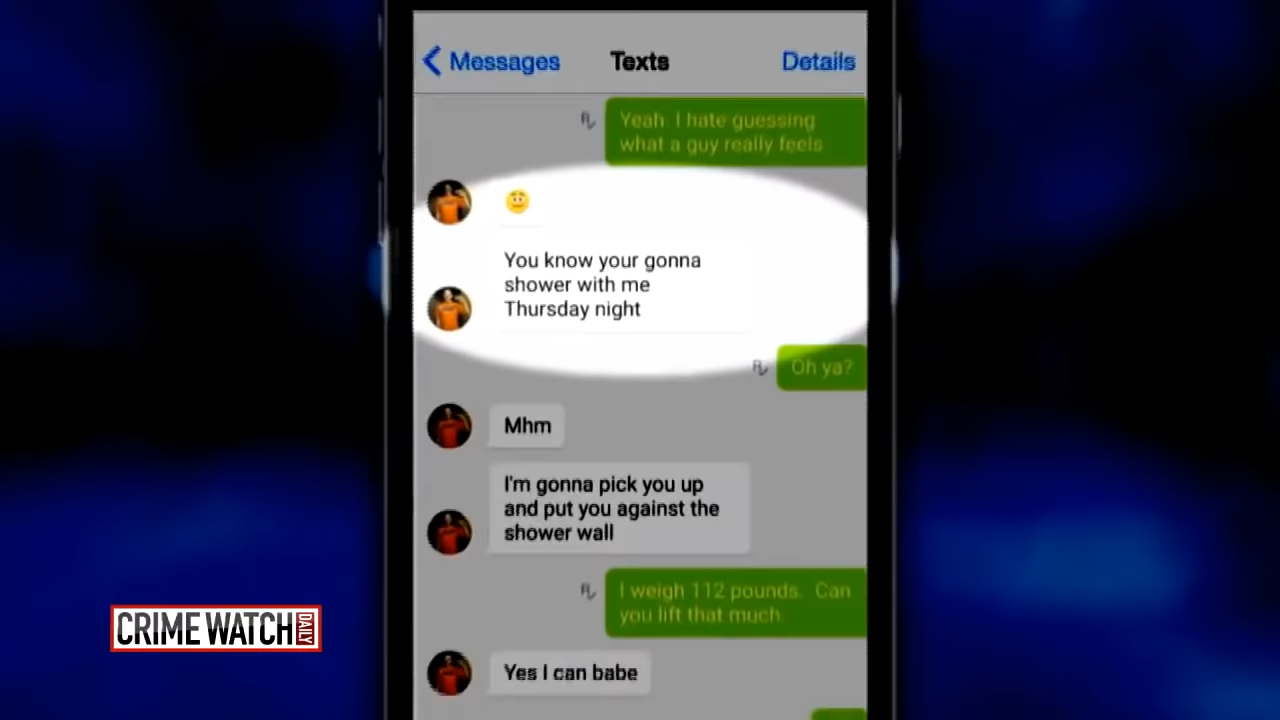 Messages Texts Details
Yeah. I hate guessing
what a guy really feels
You know your gonna
shower with me
Thursday night
Oh ya?
Mhm
I'm gonna pick you up
and put you against the
shower wall
I weigh 112 pounds. Can
you lift that much
Yes I can babe
CRIME WATCH DAILY